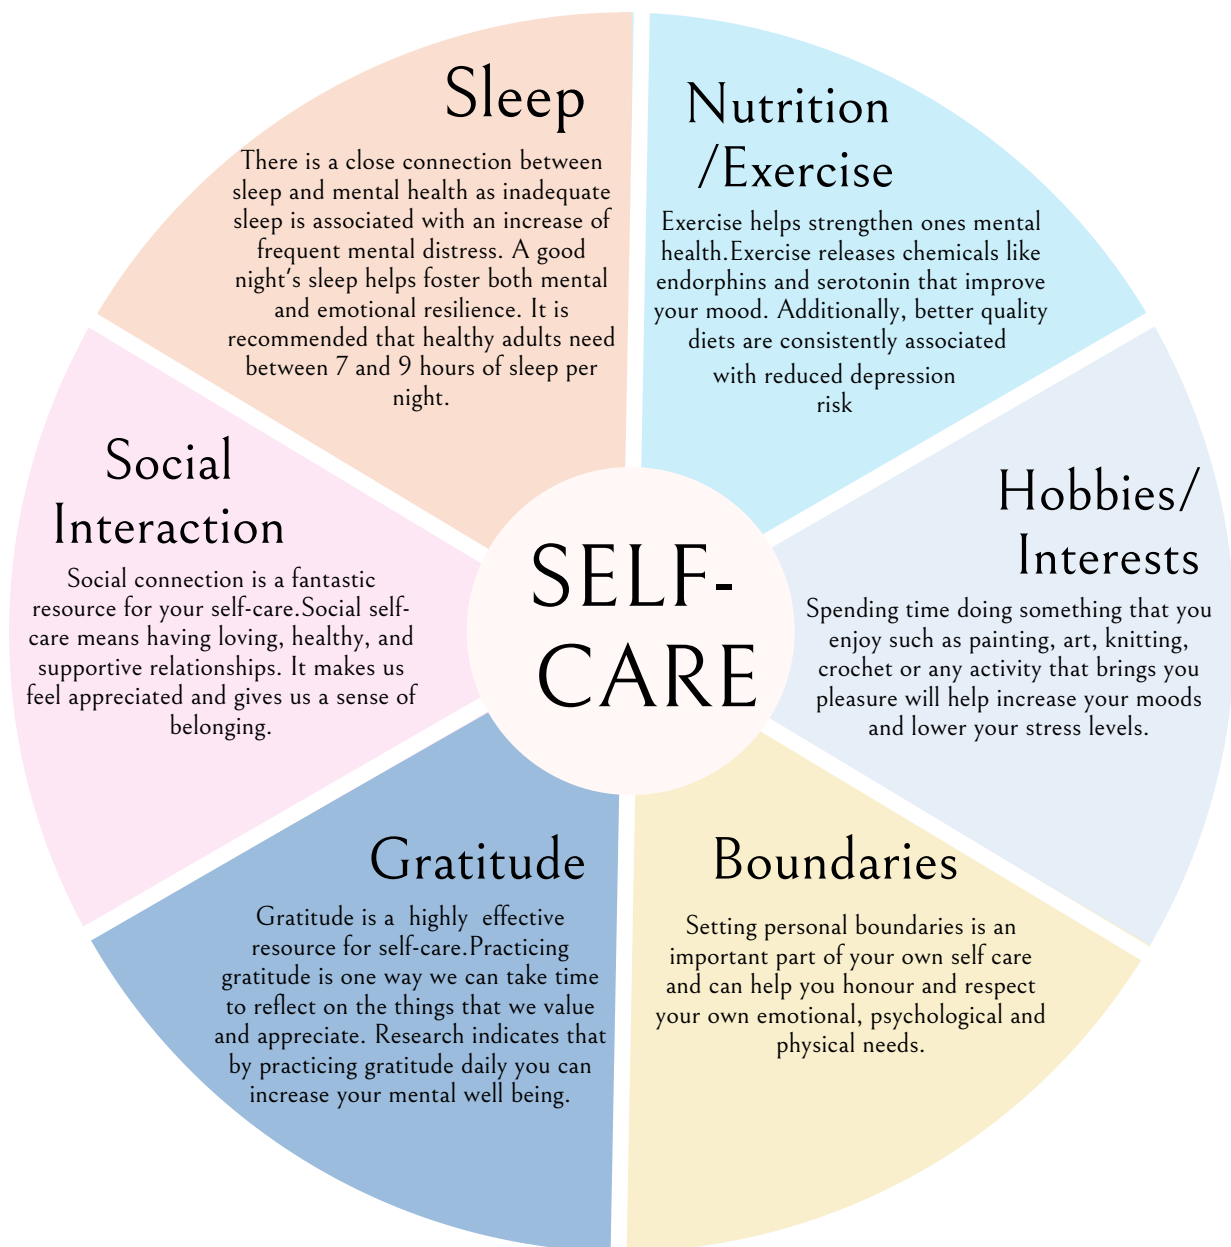 Sleep
There is a close connection between
sleep and mental health as inadequate
sleep is associated with an increase of
frequent mental distress. A good
night's sleep helps foster both mental
and emotional resilience. It is
recommended that healthy adults need
between 7 and 9 hours of sleep per
night.
Nutrition
/Exercise
Exercise helps strengthen ones mental
health.Exercise releases chemicals like
endorphins and serotonin that improve
your mood. Additionally, better quality
diets are consistently associated
with reduced depression
risk
Social
Interaction
Social connection is a fantastic
resource for your self-care.Social self-
care means having loving, healthy, and
supportive relationships. It makes us
feel appreciated and gives us a sense of
belonging.
SELF-
CARE
Hobbies/
Interests
Spending time doing something that you
enjoy such as painting, art, knitting,
crochet or any activity that brings you
pleasure will help increase your moods
and lower your stress levels.
Gratitude
Gratitude is a highly effective
resource for self-care.Practicing
gratitude is one way we can take time
to reflect on the things that we value
and appreciate. Research indicates that
by practicing gratitude daily you can
increase your mental well being.
Boundaries
Setting personal boundaries is an
important part of your own self care
and can help you honour and respect
your own emotional, psychological and
physical needs.